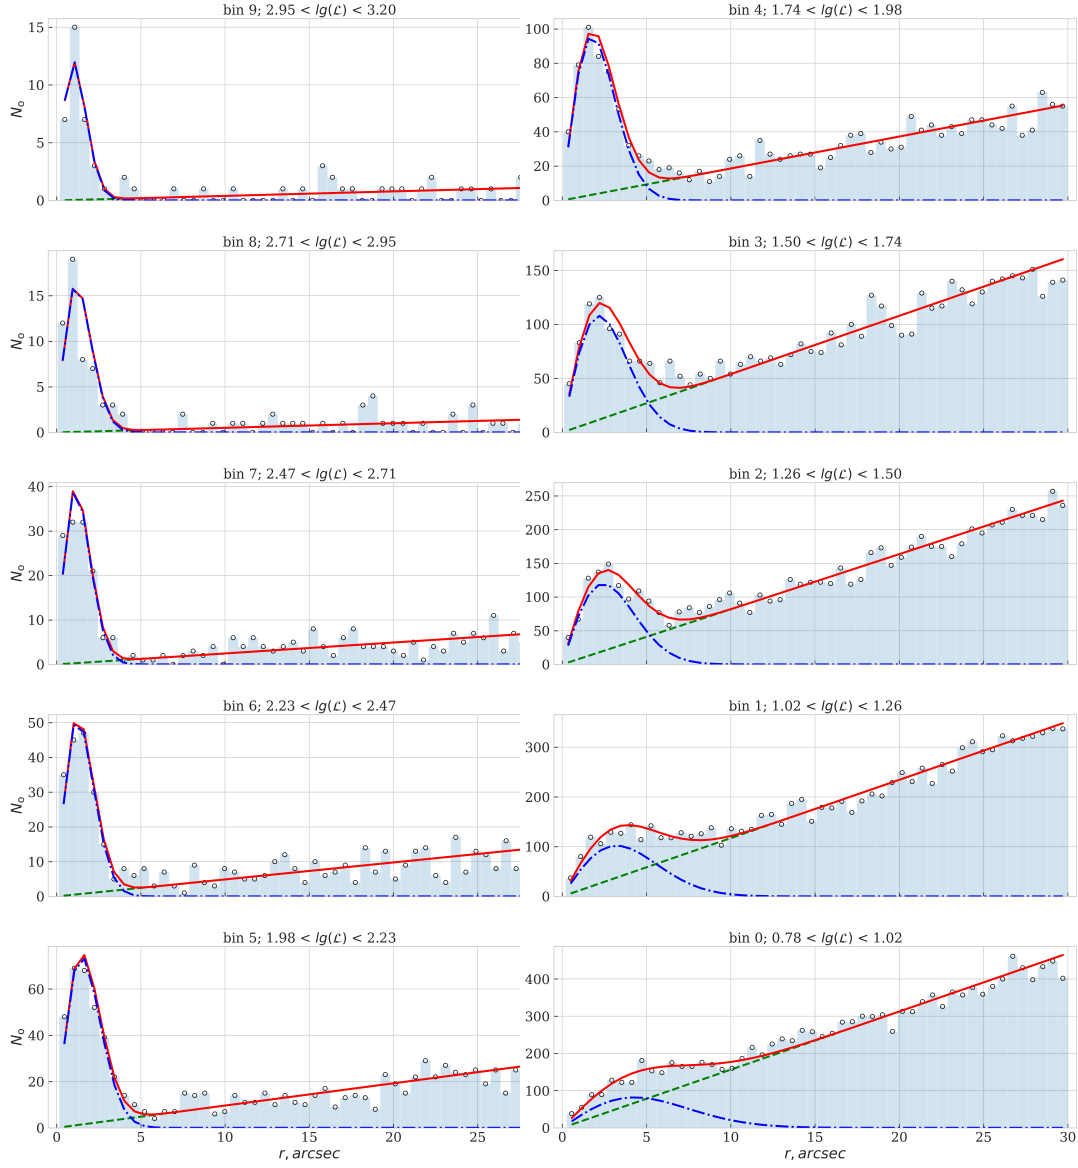 bin 9; 2.95 < lg(ℒ) < 3.20
15
10
5
0
N₀
bin 4; 1.74 < lg(ℒ) < 1.98
100
80
60
40
20
0
bin 8; 2.71 < lg(ℒ) < 2.95
15
10
5
0
N₀
bin 3; 1.50 < lg(ℒ) < 1.74
150
100
50
0
bin 7; 2.47 < lg(ℒ) < 2.71
40
30
20
10
0
N₀
bin 2; 1.26 < lg(ℒ) < 1.50
250
200
150
100
50
0
bin 6; 2.23 < lg(ℒ) < 2.47
50
40
30
20
10
0
N₀
bin 1; 1.02 < lg(ℒ) < 1.26
300
200
100
0
bin 5; 1.98 < lg(ℒ) < 2.23
60
40
20
0
N₀
0 5 10 15 20 25
r, arcsec
bin 0; 0.78 < lg(ℒ) < 1.02
400
300
200
100
0
0 5 10 15 20 25 30
r, arcsec